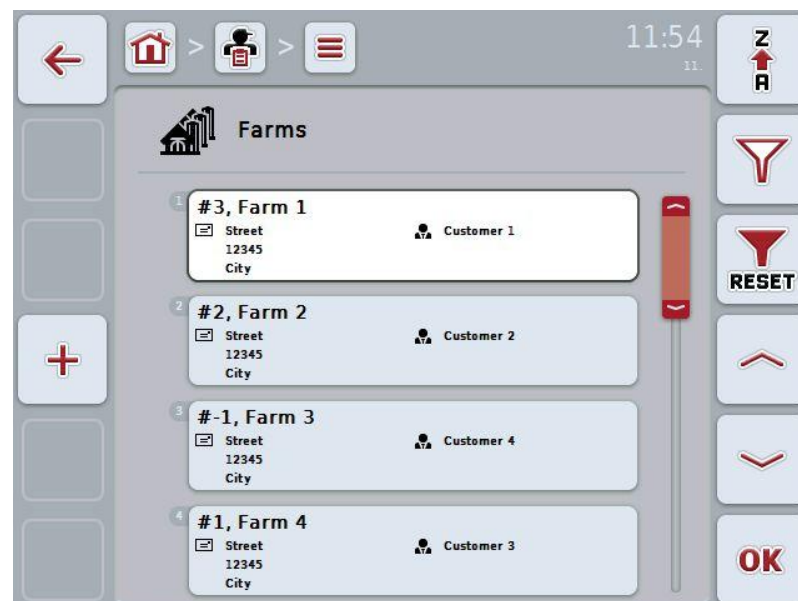 11:54
11.
Z
A
Farms
1
#3, Farm 1
Street
Customer 1
12345
City
RESET
2
#2, Farm 2
Street
Customer 2
12345
City
3
#-1, Farm 3
Street
Customer 4
12345
City
4
#1, Farm 4
Street
Customer 3
12345
City
OK